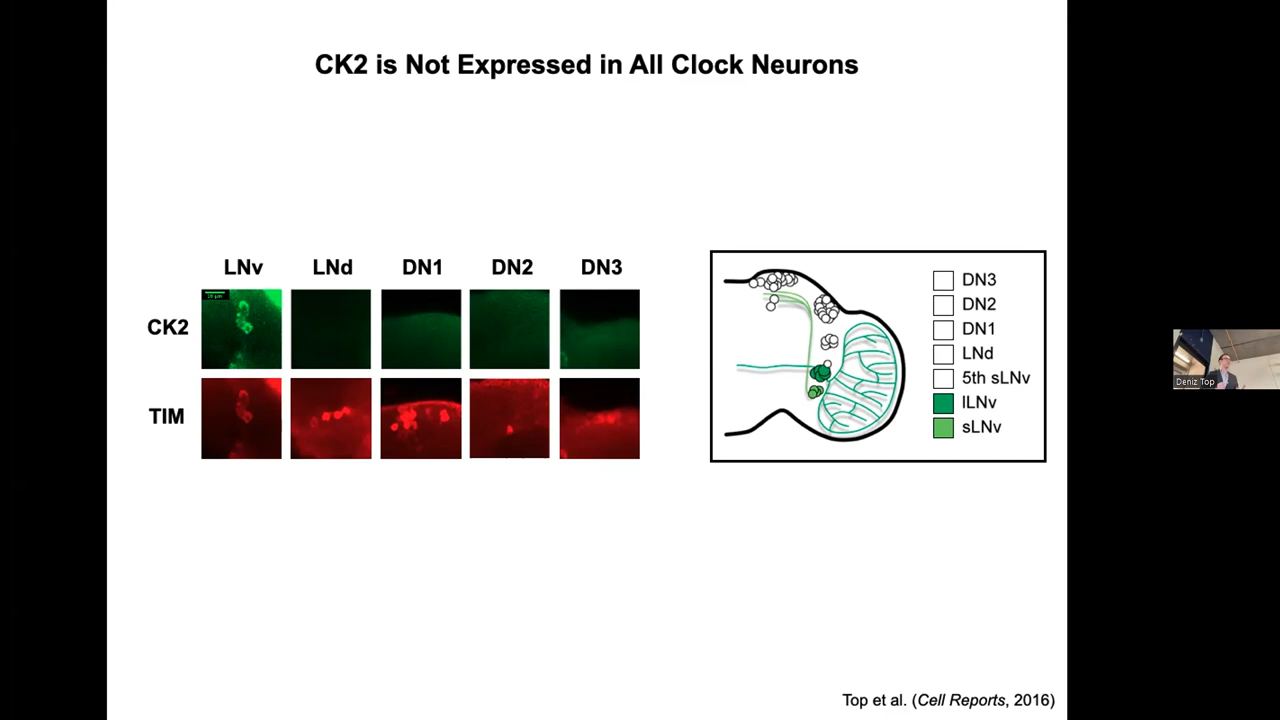 CK2 is Not Expressed in All Clock Neurons
LNv LNd DN1 DN2 DN3
CK2
TIM
DN3
DN2
DN1
LNd
5th sLNv
lLNv
sLNv
Deniz Top
Top et al. (Cell Reports, 2016)